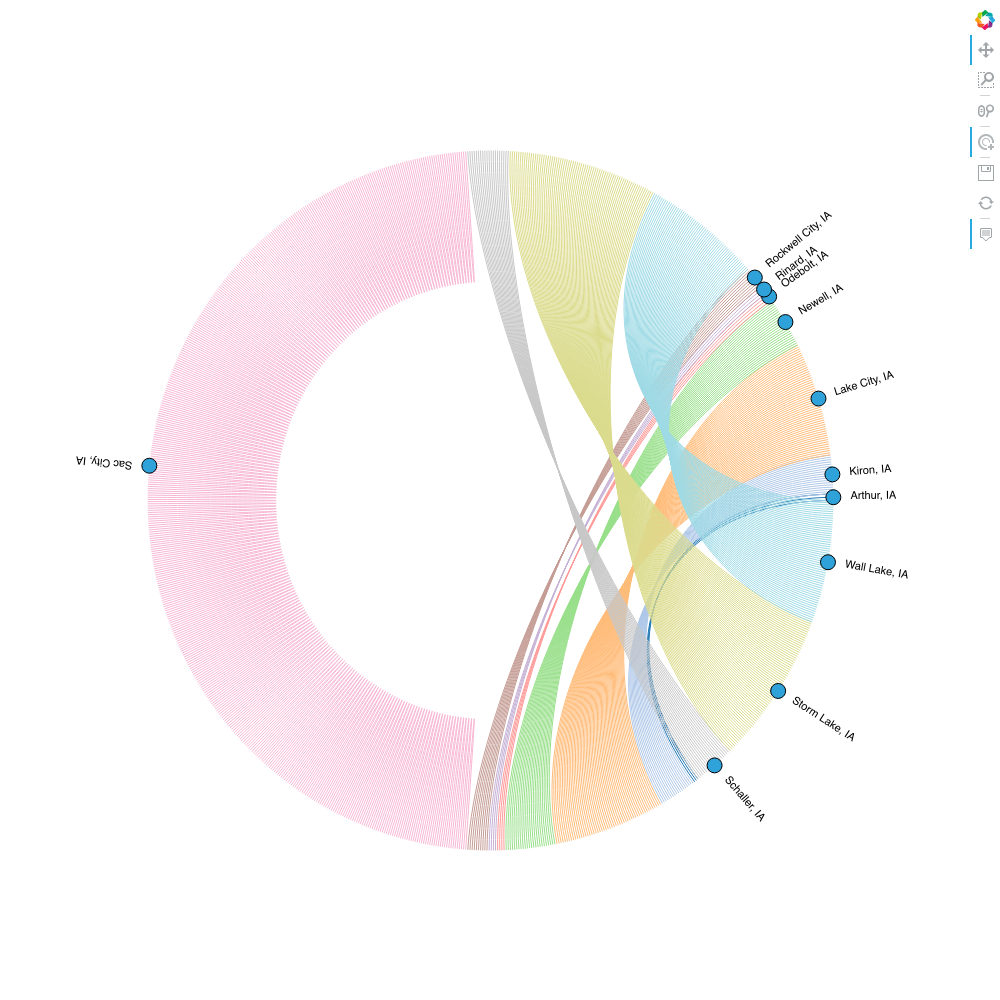 Rockwell City, IA
Rinard, IA
Odebolt, IA
Newell, IA
Lake City, IA
Sac City, IA
Kiron, IA
Arthur, IA
Wall Lake, IA
Storm Lake, IA
Schaller, IA